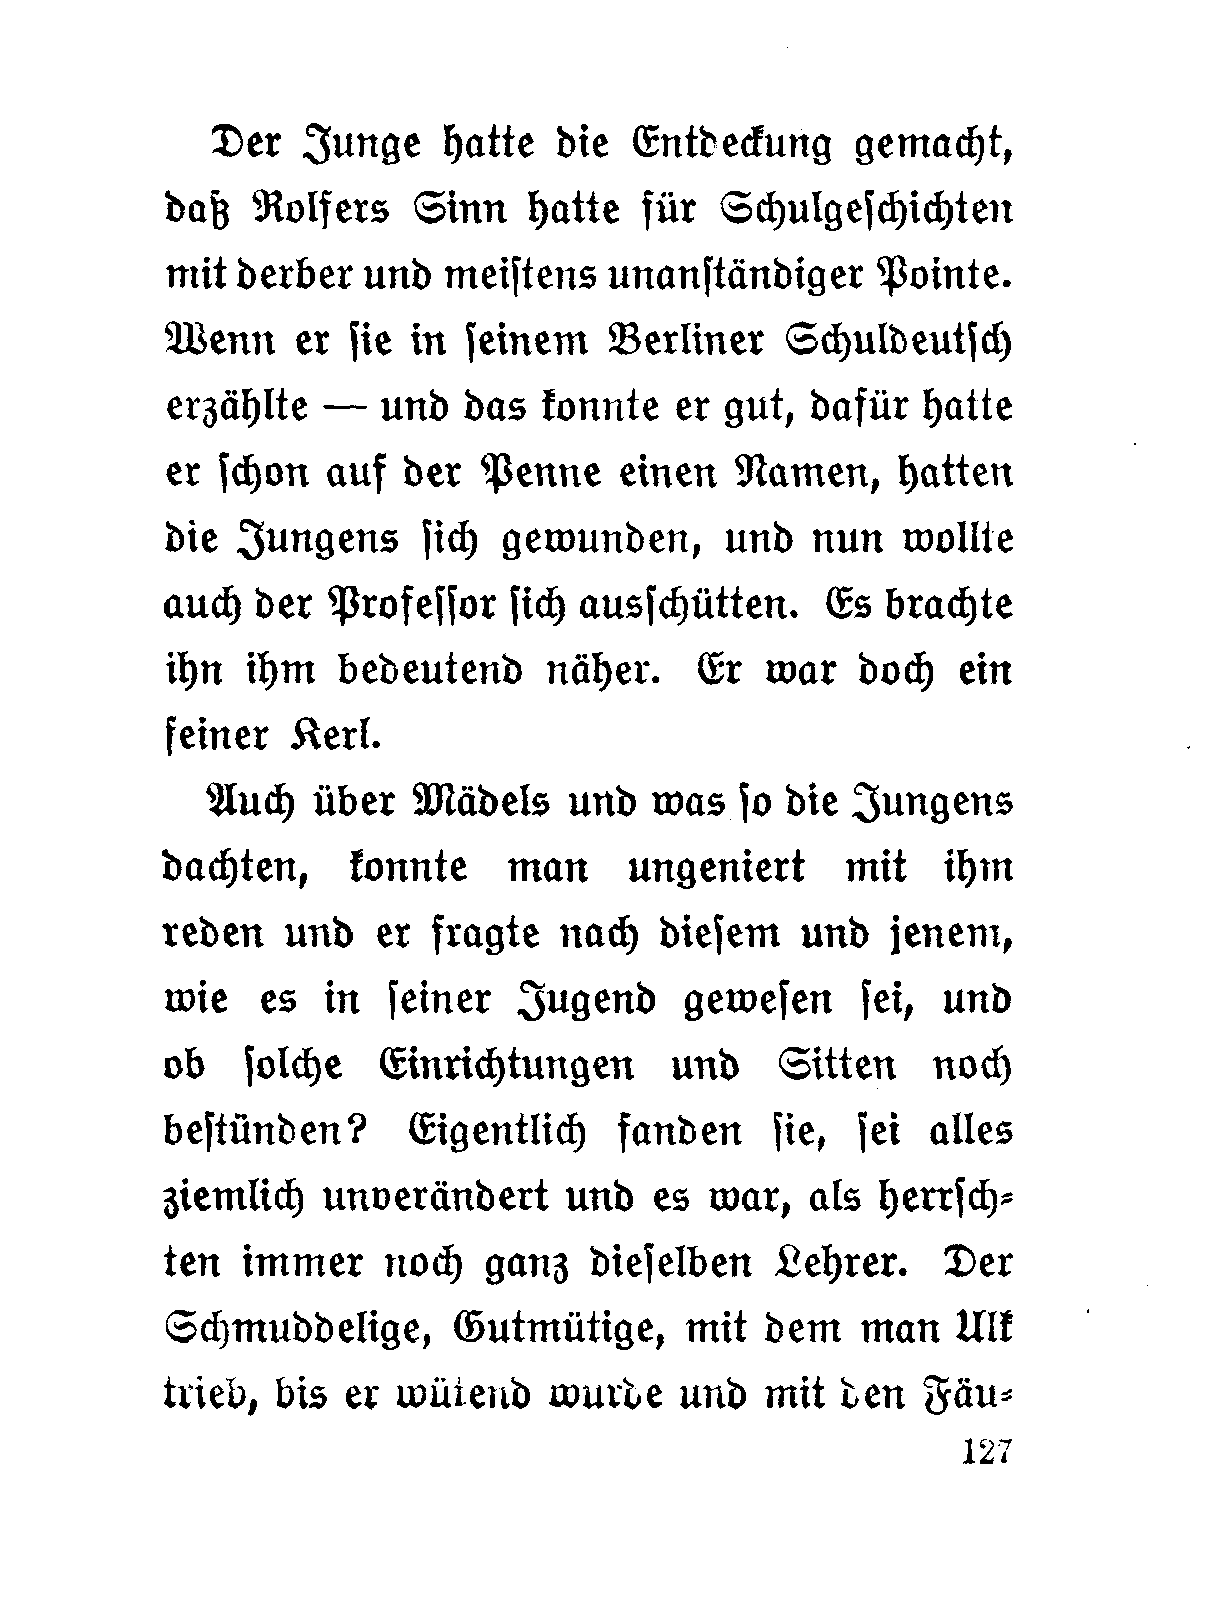 Der Junge hatte die Entdeckung gemacht,
daß Rolfers Sinn hatte für Schulgeſchichten
mit derber und meiſtens unanſtändiger Pointe.
Wenn er ſie in ſeinem Berliner Schuldeutſch
erzählte — und das konnte er gut, dafür hatte
er ſchon auf der Penne einen Namen, hatten
die Jungens ſich gewunden, und nun wollte
auch der Profeſſor ſich ausſchütten. Es brachte
ihn ihm bedeutend näher. Er war doch ein
feiner Kerl.
Auch über Mädels und was ſo die Jungens
dachten, konnte man ungeniert mit ihm
reden und er fragte nach dieſem und jenem,
wie es in ſeiner Jugend geweſen ſei, und
ob ſolche Einrichtungen und Sitten noch
beſtünden? Eigentlich fanden ſie, ſei alles
ziemlich unverändert und es war, als herrſch-
ten immer noch ganz dieſelben Lehrer. Der
Schmuddelige, Gutmütige, mit dem man Ulk
trieb, bis er wütend wurde und mit den Fäu-
127